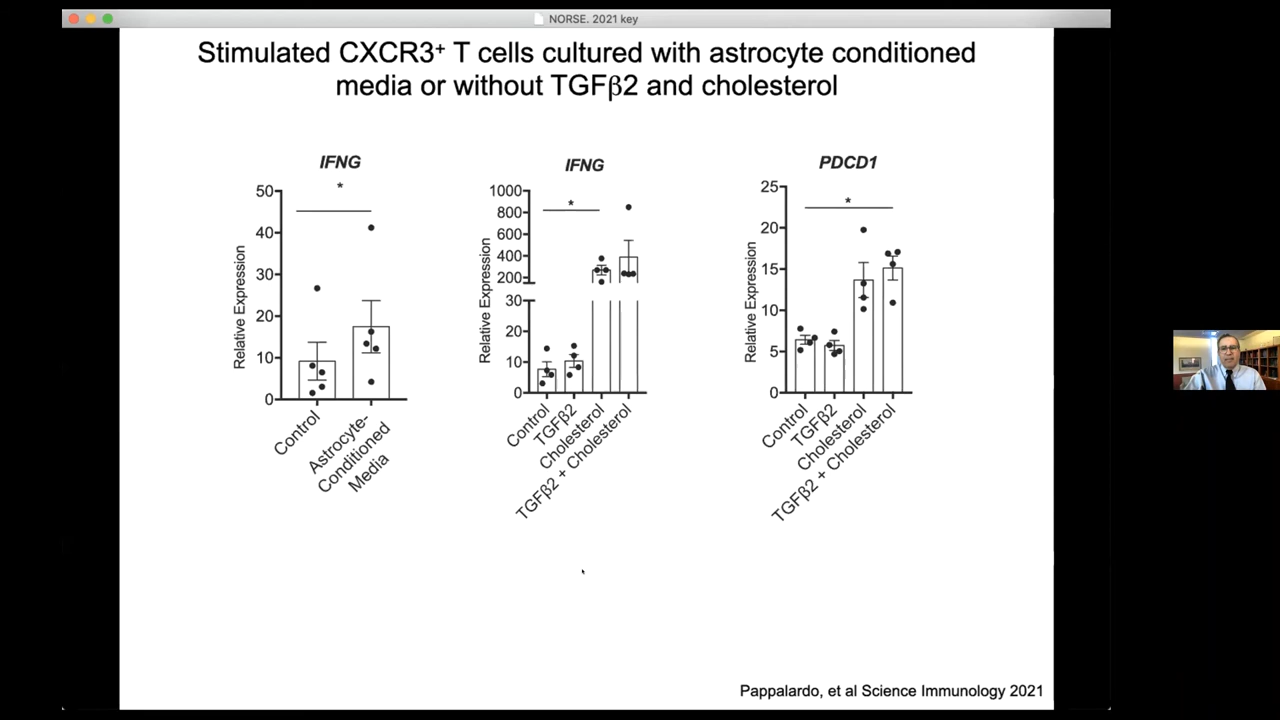 NORSE. 2021 key
Stimulated CXCR3⁺ T cells cultured with astrocyte conditioned
media or without TGFβ2 and cholesterol
IFNG
*
50
40
30
20
10
0
Relative Expression
Control
Astrocyte-
Conditioned
Media
IFNG
*
1000
800
600
400
200
30
20
10
0
Relative Expression
Control
TGFβ2
Cholesterol
TGFβ2 + Cholesterol
PDCD1
*
25
20
15
10
5
0
Relative Expression
Control
TGFβ2
Cholesterol
TGFβ2 + Cholesterol
Pappalardo, et al Science Immunology 2021